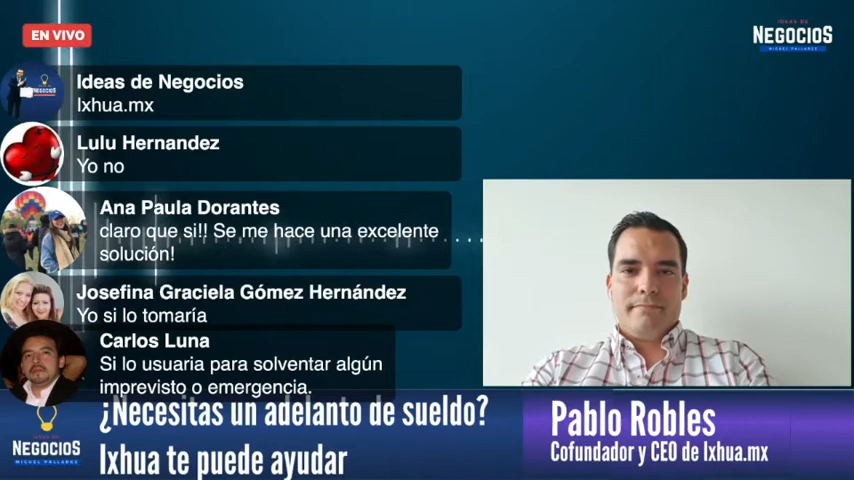 EN VIVO
IDEAS DE
NEGOCIOS
MIGUEL PALLARES
Ideas de Negocios
Ixhua.mx
Lulu Hernandez
Yo no
Ana Paula Dorantes
claro que si!! Se me hace una excelente
solución!
Josefina Graciela Gómez Hernández
Yo si lo tomaría
Carlos Luna
Si lo usuaria para solventar algún
imprevisto o emergencia.
¿Necesitas un adelanto de sueldo?
Ixhua te puede ayudar
IDEAS DE
NEGOCIOS
MIGUEL PALLARES
Pablo Robles
Cofundador y CEO de Ixhua.mx